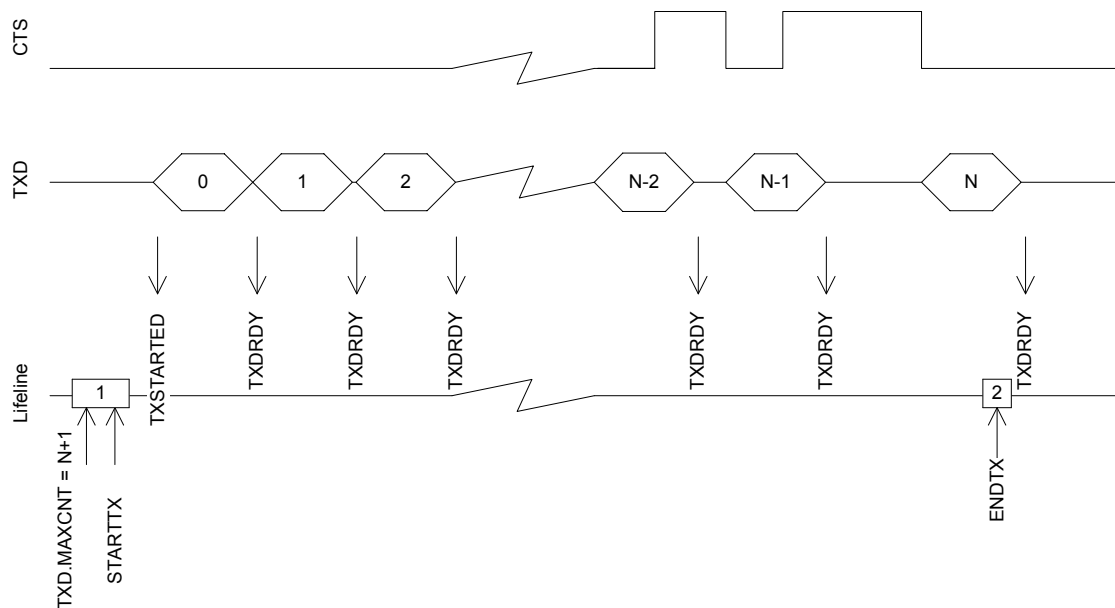 CTS
TXD
0
1
2
N-2
N-1
N
TXSTARTED
TXDRDY
TXDRDY
TXDRDY
TXDRDY
TXDRDY
TXDRDY
Lifeline
1
2
TXD.MAXCNT = N+1
STARTTX
ENDTX